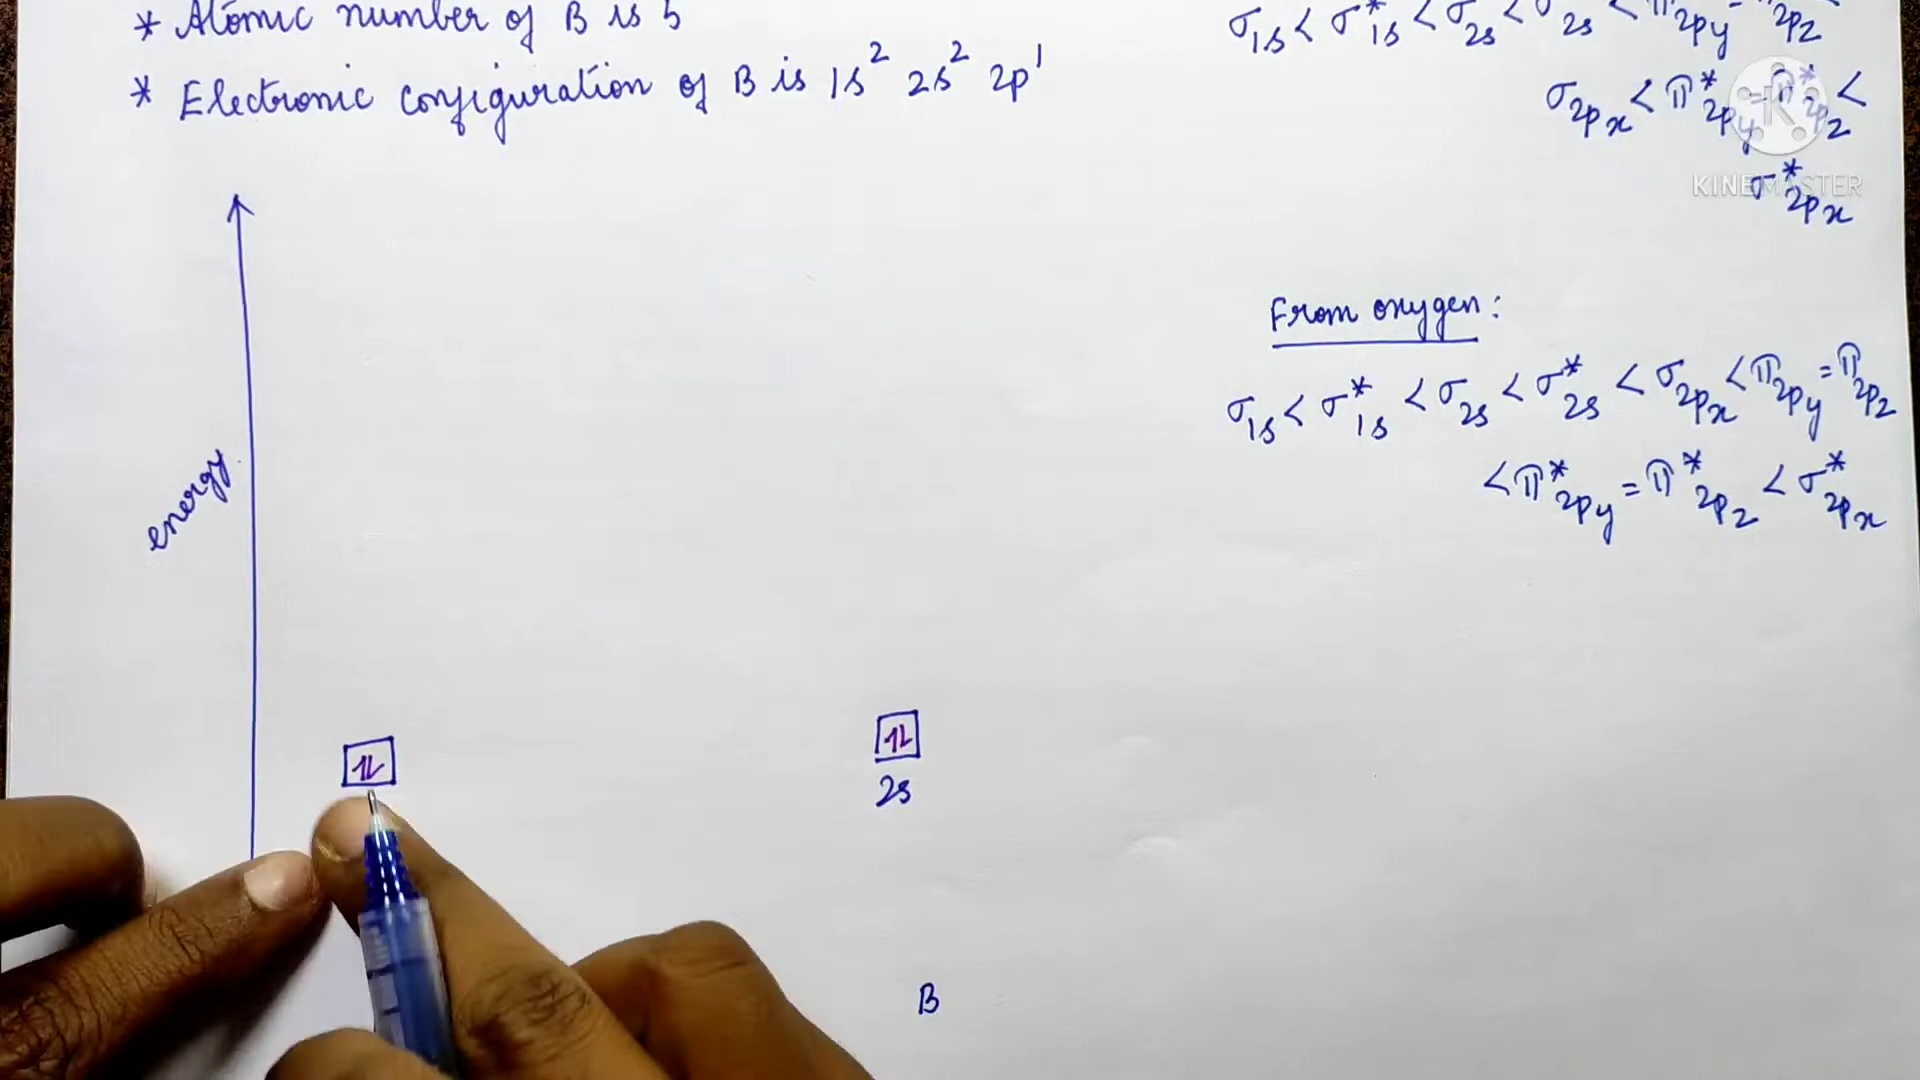 * Atomic number of B is 5
* Electronic configuration of B is 1s² 2s² 2p¹
σ1s < σ*1s < σ2s < σ*2s < π2py = π2pz
σ2px < π*2py = π*2pz <
σ*2px
KINEMASTER
From oxygen:
σ1s < σ*1s < σ2s < σ*2s < σ2px < π2py = π2pz
< π*2py = π*2pz < σ*2px
energy
1L
1L
2s
B